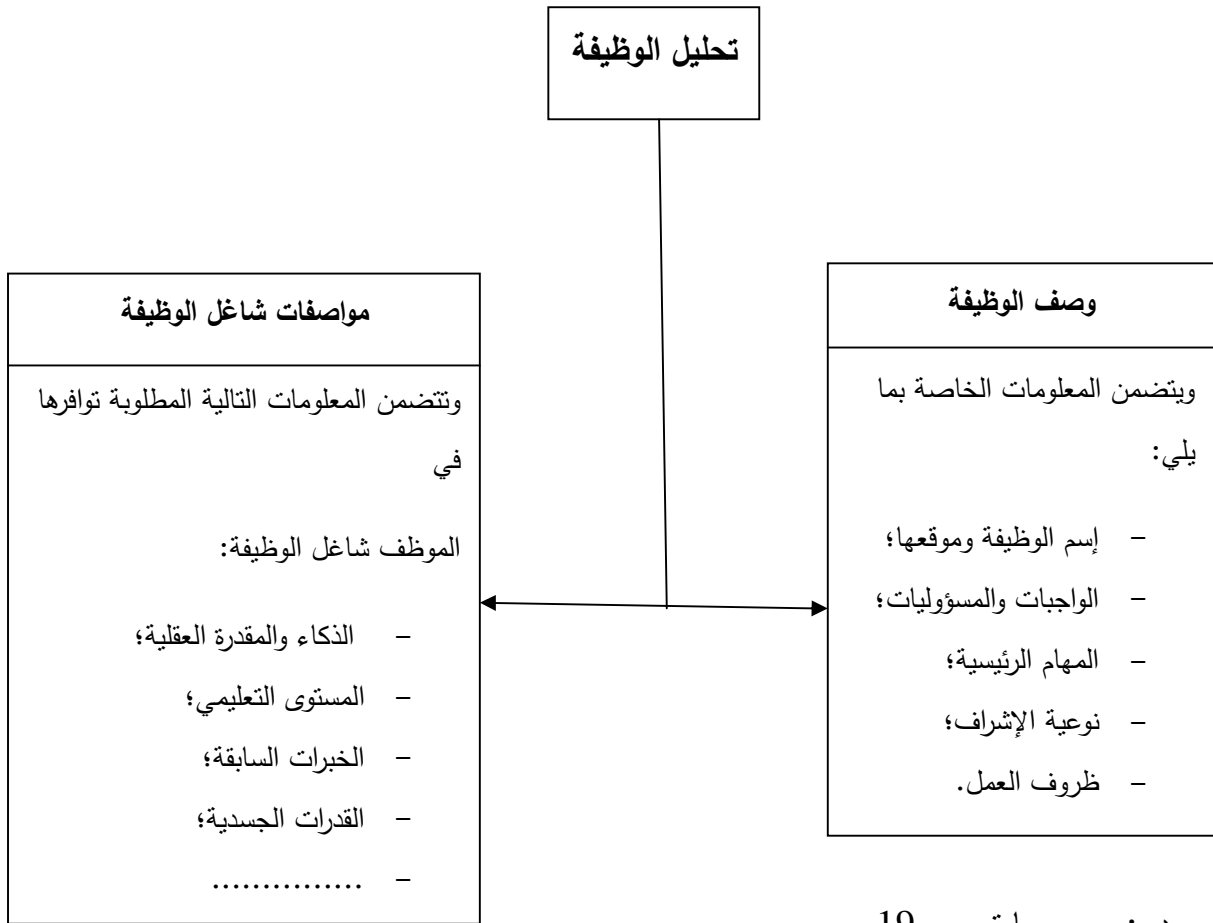 تحليل الوظيفة
وصف الوظيفة
ويتضمن المعلومات الخاصة بما
يلي:
- إسم الوظيفة وموقعها؛
- الواجبات والمسؤوليات؛
- المهام الرئيسية؛
- نوعية الإشراف؛
- ظروف العمل.
مواصفات شاغل الوظيفة
وتتضمن المعلومات التالية المطلوبة توافرها
في
الموظف شاغل الوظيفة:
- الذكاء والمقدرة العقلية؛
- المستوى التعليمي؛
- الخبرات السابقة؛
- القدرات الجسدية؛
- ...............
19